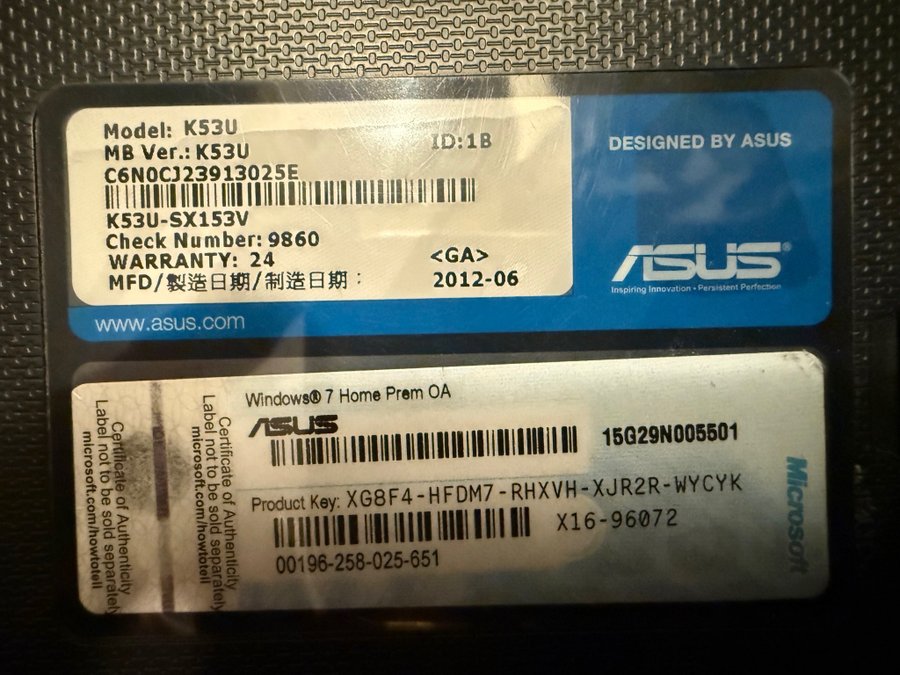 Model: K53U
MB Ver.: K53U
ID:1B
C6N0CJ23913025E
K53U-SX153V
Check Number: 9860
WARRANTY: 24
<GA>
MFD/製造日期/制造日期:
2012-06
DESIGNED BY ASUS
ASUS®
Inspiring Innovation • Persistent Perfection
www.asus.com
Certificate of Authenticity
Label not to be sold separately
microsoft.com/howtotell
Certificate of Authenticity
Label not to be sold separately
microsoft.com/howtotell
Windows® 7 Home Prem OA
ASUS
15G29N005501
Product Key: XG8F4-HFDM7-RHXVH-XJR2R-WYCYK
X16-96072
00196-258-025-651
Microsoft